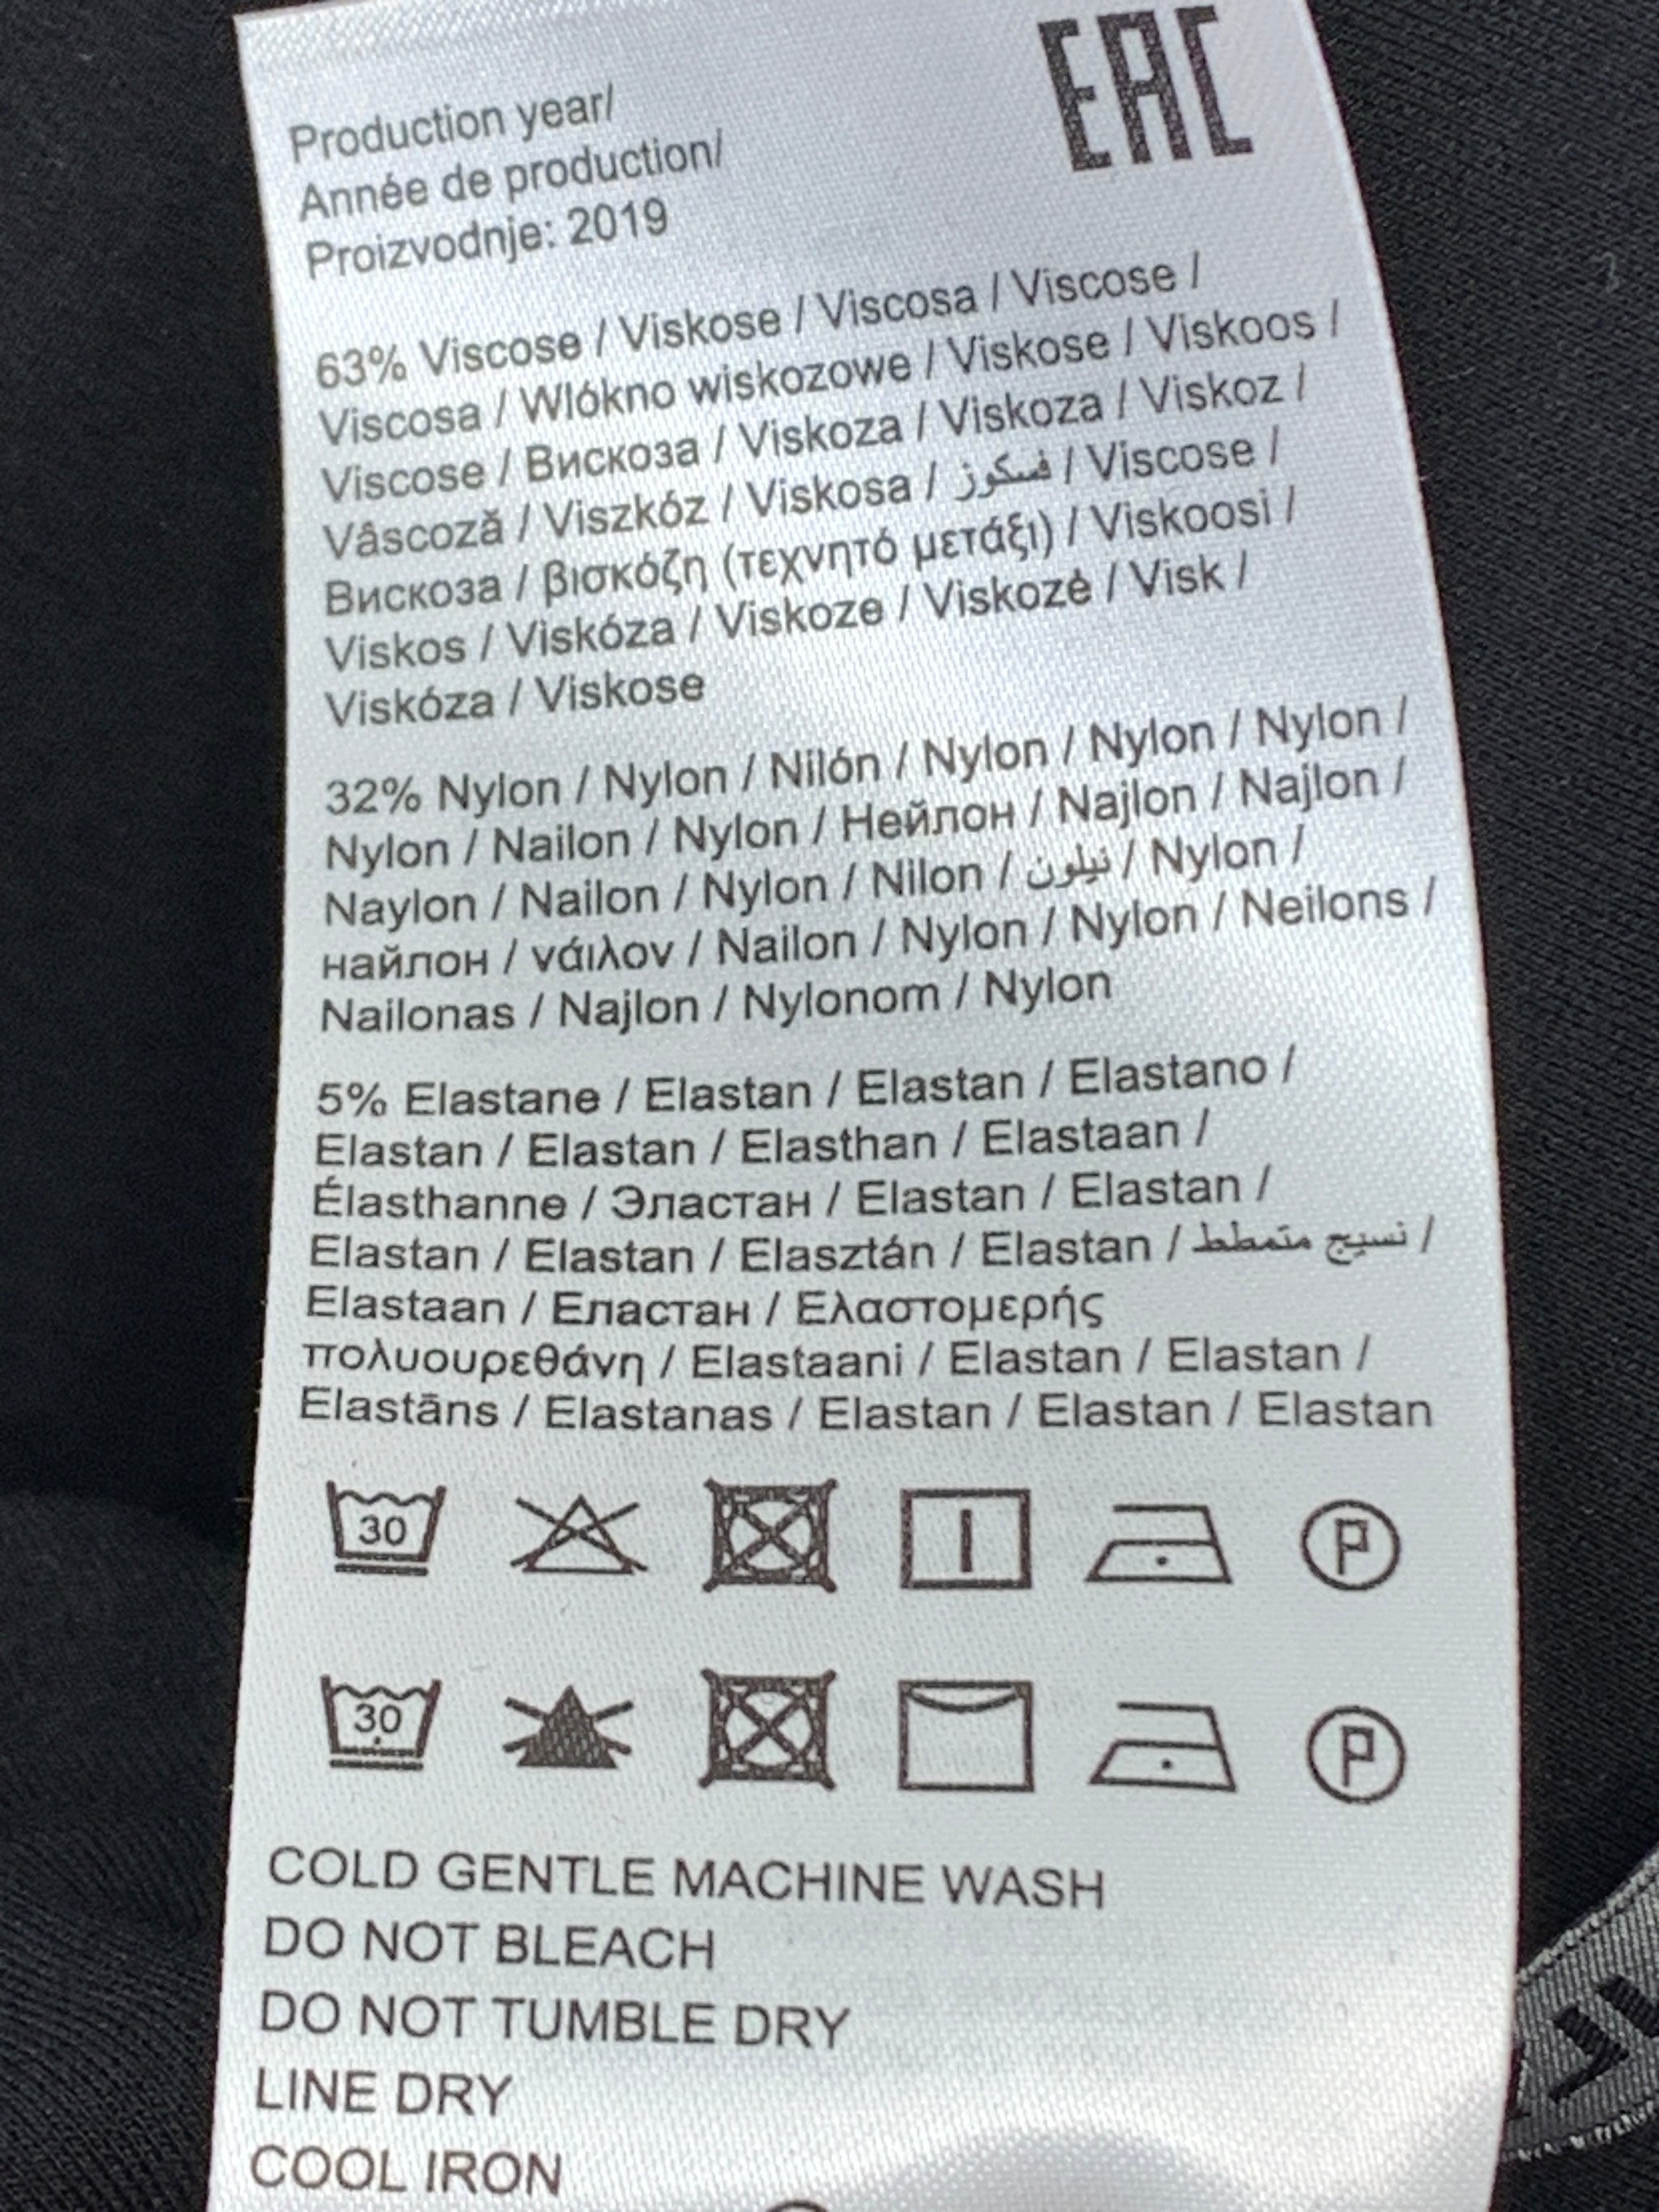 EAC
Production year/
Année de production/
Proizvodnje: 2019
63% Viscose / Viskose / Viscosa / Viscose /
Viscosa / Wlókno wiskozowe / Viskose / Viskoos /
Viscose / Вискоза / Viskoza / Viskoza / Viskoz /
Vâscoză / Viszkóz / Viskosa / فسكوز / Viscose /
Вискоза / βισκόζη (τεχνητό μετάξι) / Viskoosi /
Viskos / Viskóza / Viskoze / Viskozė / Visk /
Viskóza / Viskose
32% Nylon / Nylon / Nilón / Nylon / Nylon / Nylon /
Nylon / Nailon / Nylon / Нейлон / Najlon / Najlon /
Naylon / Nailon / Nylon / Nilon / نيلون / Nylon /
найлон / νάιλον / Nailon / Nylon / Nylon / Neilons /
Nailonas / Najlon / Nylonom / Nylon
5% Elastane / Elastan / Elastan / Elastano /
Elastan / Elastan / Elasthan / Elastaan /
Élasthanne / Эластан / Elastan / Elastan /
Elastan / Elastan / Elasztán / Elastan / نسيج متمطط /
Elastaan / Еластан / Ελαστομερής
πολυουρεθάνη / Elastaani / Elastan / Elastan /
Elastāns / Elastanas / Elastan / Elastan / Elastan
30 P
30 P
COLD GENTLE MACHINE WASH
DO NOT BLEACH
DO NOT TUMBLE DRY
LINE DRY
COOL IRON